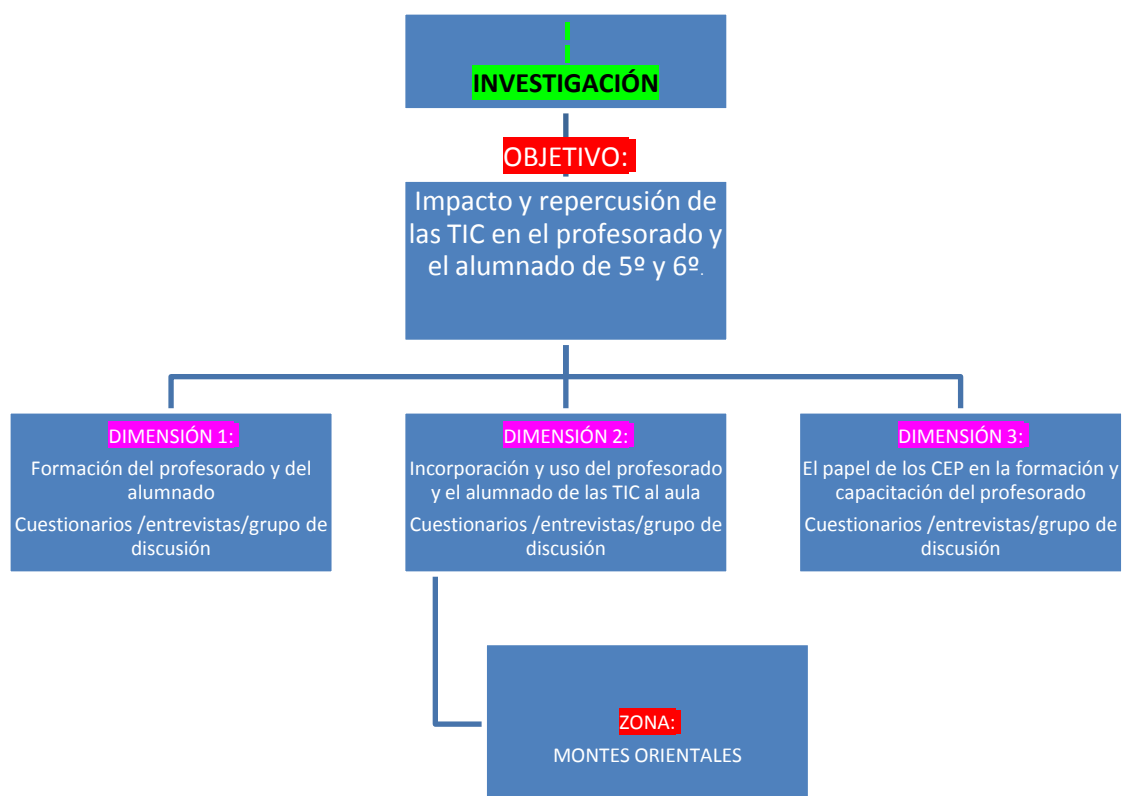 INVESTIGACIÓN
OBJETIVO:
Impacto y repercusión de
las TIC en el profesorado y
el alumnado de 5º y 6º.
DIMENSIÓN 1:
Formación del profesorado y del
alumnado
Cuestionarios /entrevistas/grupo de
discusión
DIMENSIÓN 2:
Incorporación y uso del profesorado
y el alumnado de las TIC al aula
Cuestionarios /entrevistas/grupo de
discusión
DIMENSIÓN 3:
El papel de los CEP en la formación y
capacitación del profesorado
Cuestionarios /entrevistas/grupo de
discusión
ZONA:
MONTES ORIENTALES